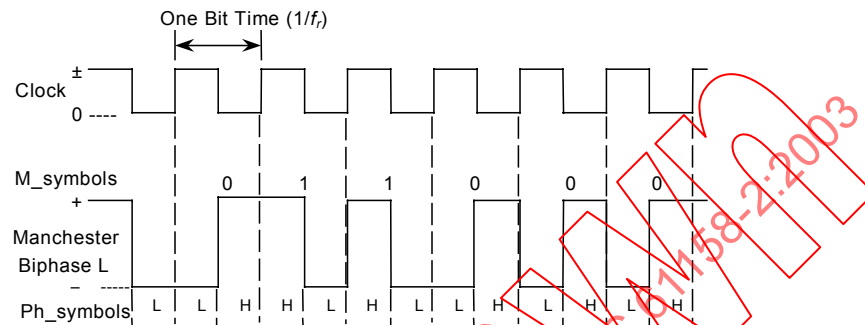 One Bit Time (1/fr)
±
Clock
0 ----
M_symbols 0 1 1 0 0 0
+
Manchester
Biphase L
– -----
Ph_symbols L L H H L H L L H L H L H
61158-2:2003